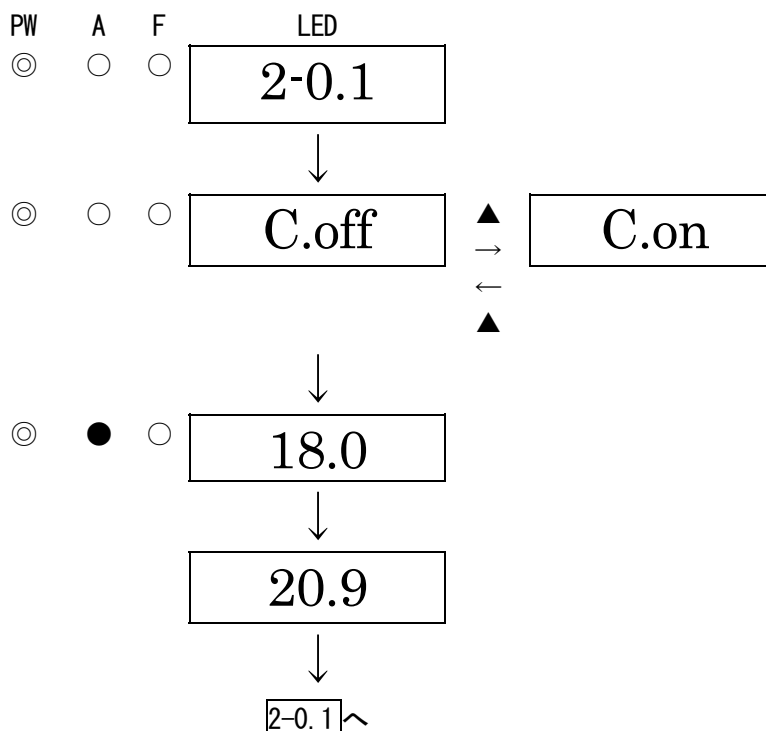 PW A F LED
◎ ○ ○ 2-0.1
↓
◎ ○ ○ C.off ▲ C.on
→
←
▲
↓
◎ ● ○ 18.0
↓
20.9
↓
2-0.1へ